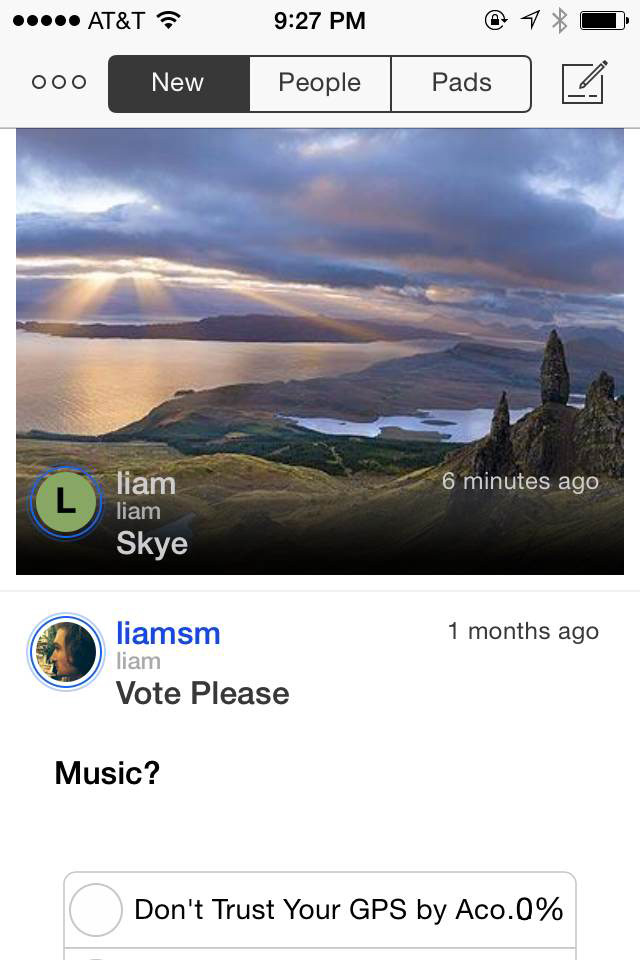 AT&T 9:27 PM
New People Pads
L
liam 6 minutes ago
liam
Skye
liamsm 1 months ago
liam
Vote Please
Music?
Don't Trust Your GPS by Aco.. 0%